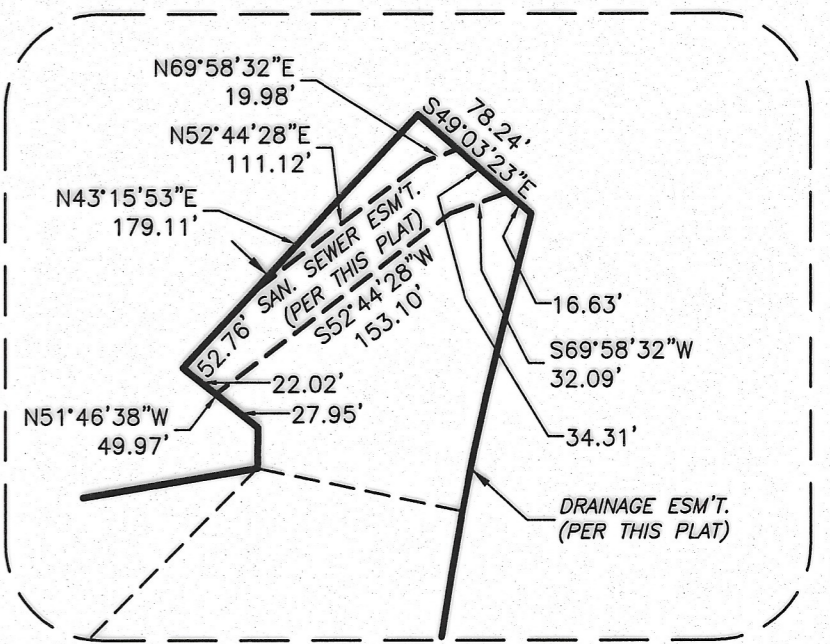 N69°58'32"E
19.98'
N52°44'28"E
111.12'
N43°15'53"E
179.11'
78.24'
S49°03'23"E
SAN. SEWER ESM'T.
(PER THIS PLAT)
S52°44'28"W
153.10'
52.76'
16.63'
S69°58'32"W
32.09'
22.02'
27.95'
N51°46'38"W
49.97'
34.31'
DRAINAGE ESM'T.
(PER THIS PLAT)